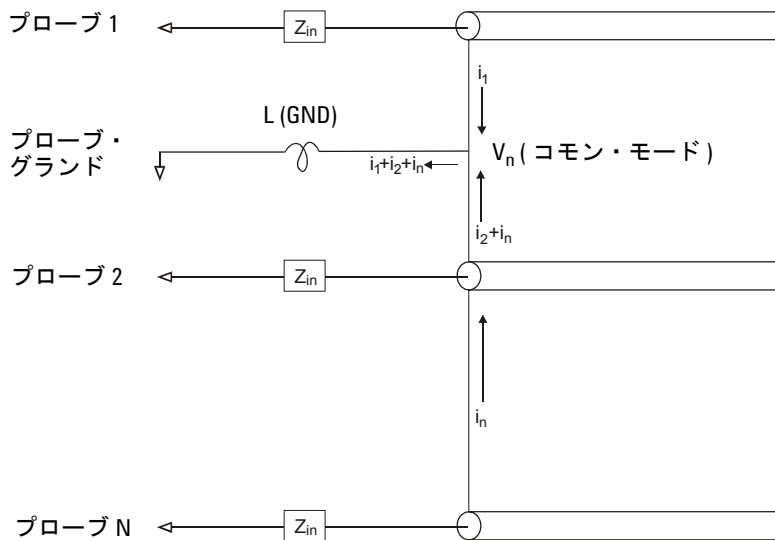 プローブ 1
Zin
i1
L (GND)
プローブ・
グランド
i1+i2+in
Vn ( コモン・モード )
i2+in
プローブ 2
Zin
in
プローブ N
Zin